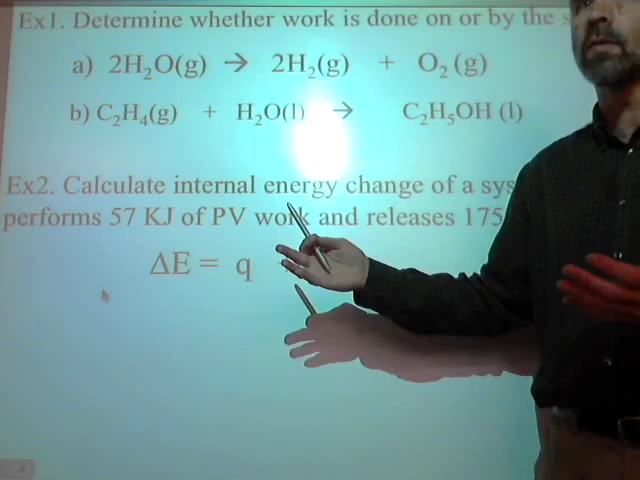 Ex1. Determine whether work is done on or by the
a) 2H₂O(g) → 2H₂(g) + O₂ (g)
b) C₂H₄(g) + H₂O(l) → C₂H₅OH (l)
Ex2. Calculate internal energy change of a
performs 57 KJ of PV work and releases 175
ΔE = q